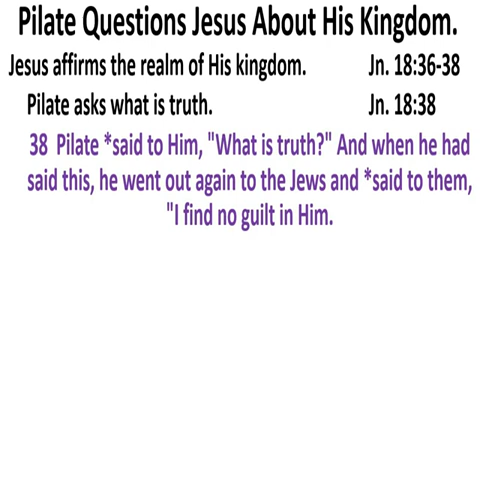 Pilate Questions Jesus About His Kingdom.
Jesus affirms the realm of His kingdom. Jn. 18:36-38
Pilate asks what is truth. Jn. 18:38
38 Pilate *said to Him, "What is truth?" And when he had
said this, he went out again to the Jews and *said to them,
"I find no guilt in Him.